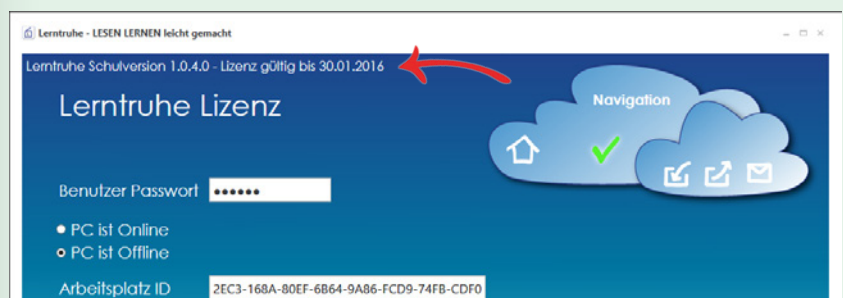 Lerntruhe - LESEN LERNEN leicht gemacht
Lerntruhe Schulversion 1.0.4.0 - Lizenz gültig bis 30.01.2016
Lerntruhe Lizenz
Navigation
Benutzer Passwort ••••••
PC ist Online
PC ist Offline
Arbeitsplatz ID 2EC3-168A-80EF-6B64-9A86-FCD9-74FB-CDF0